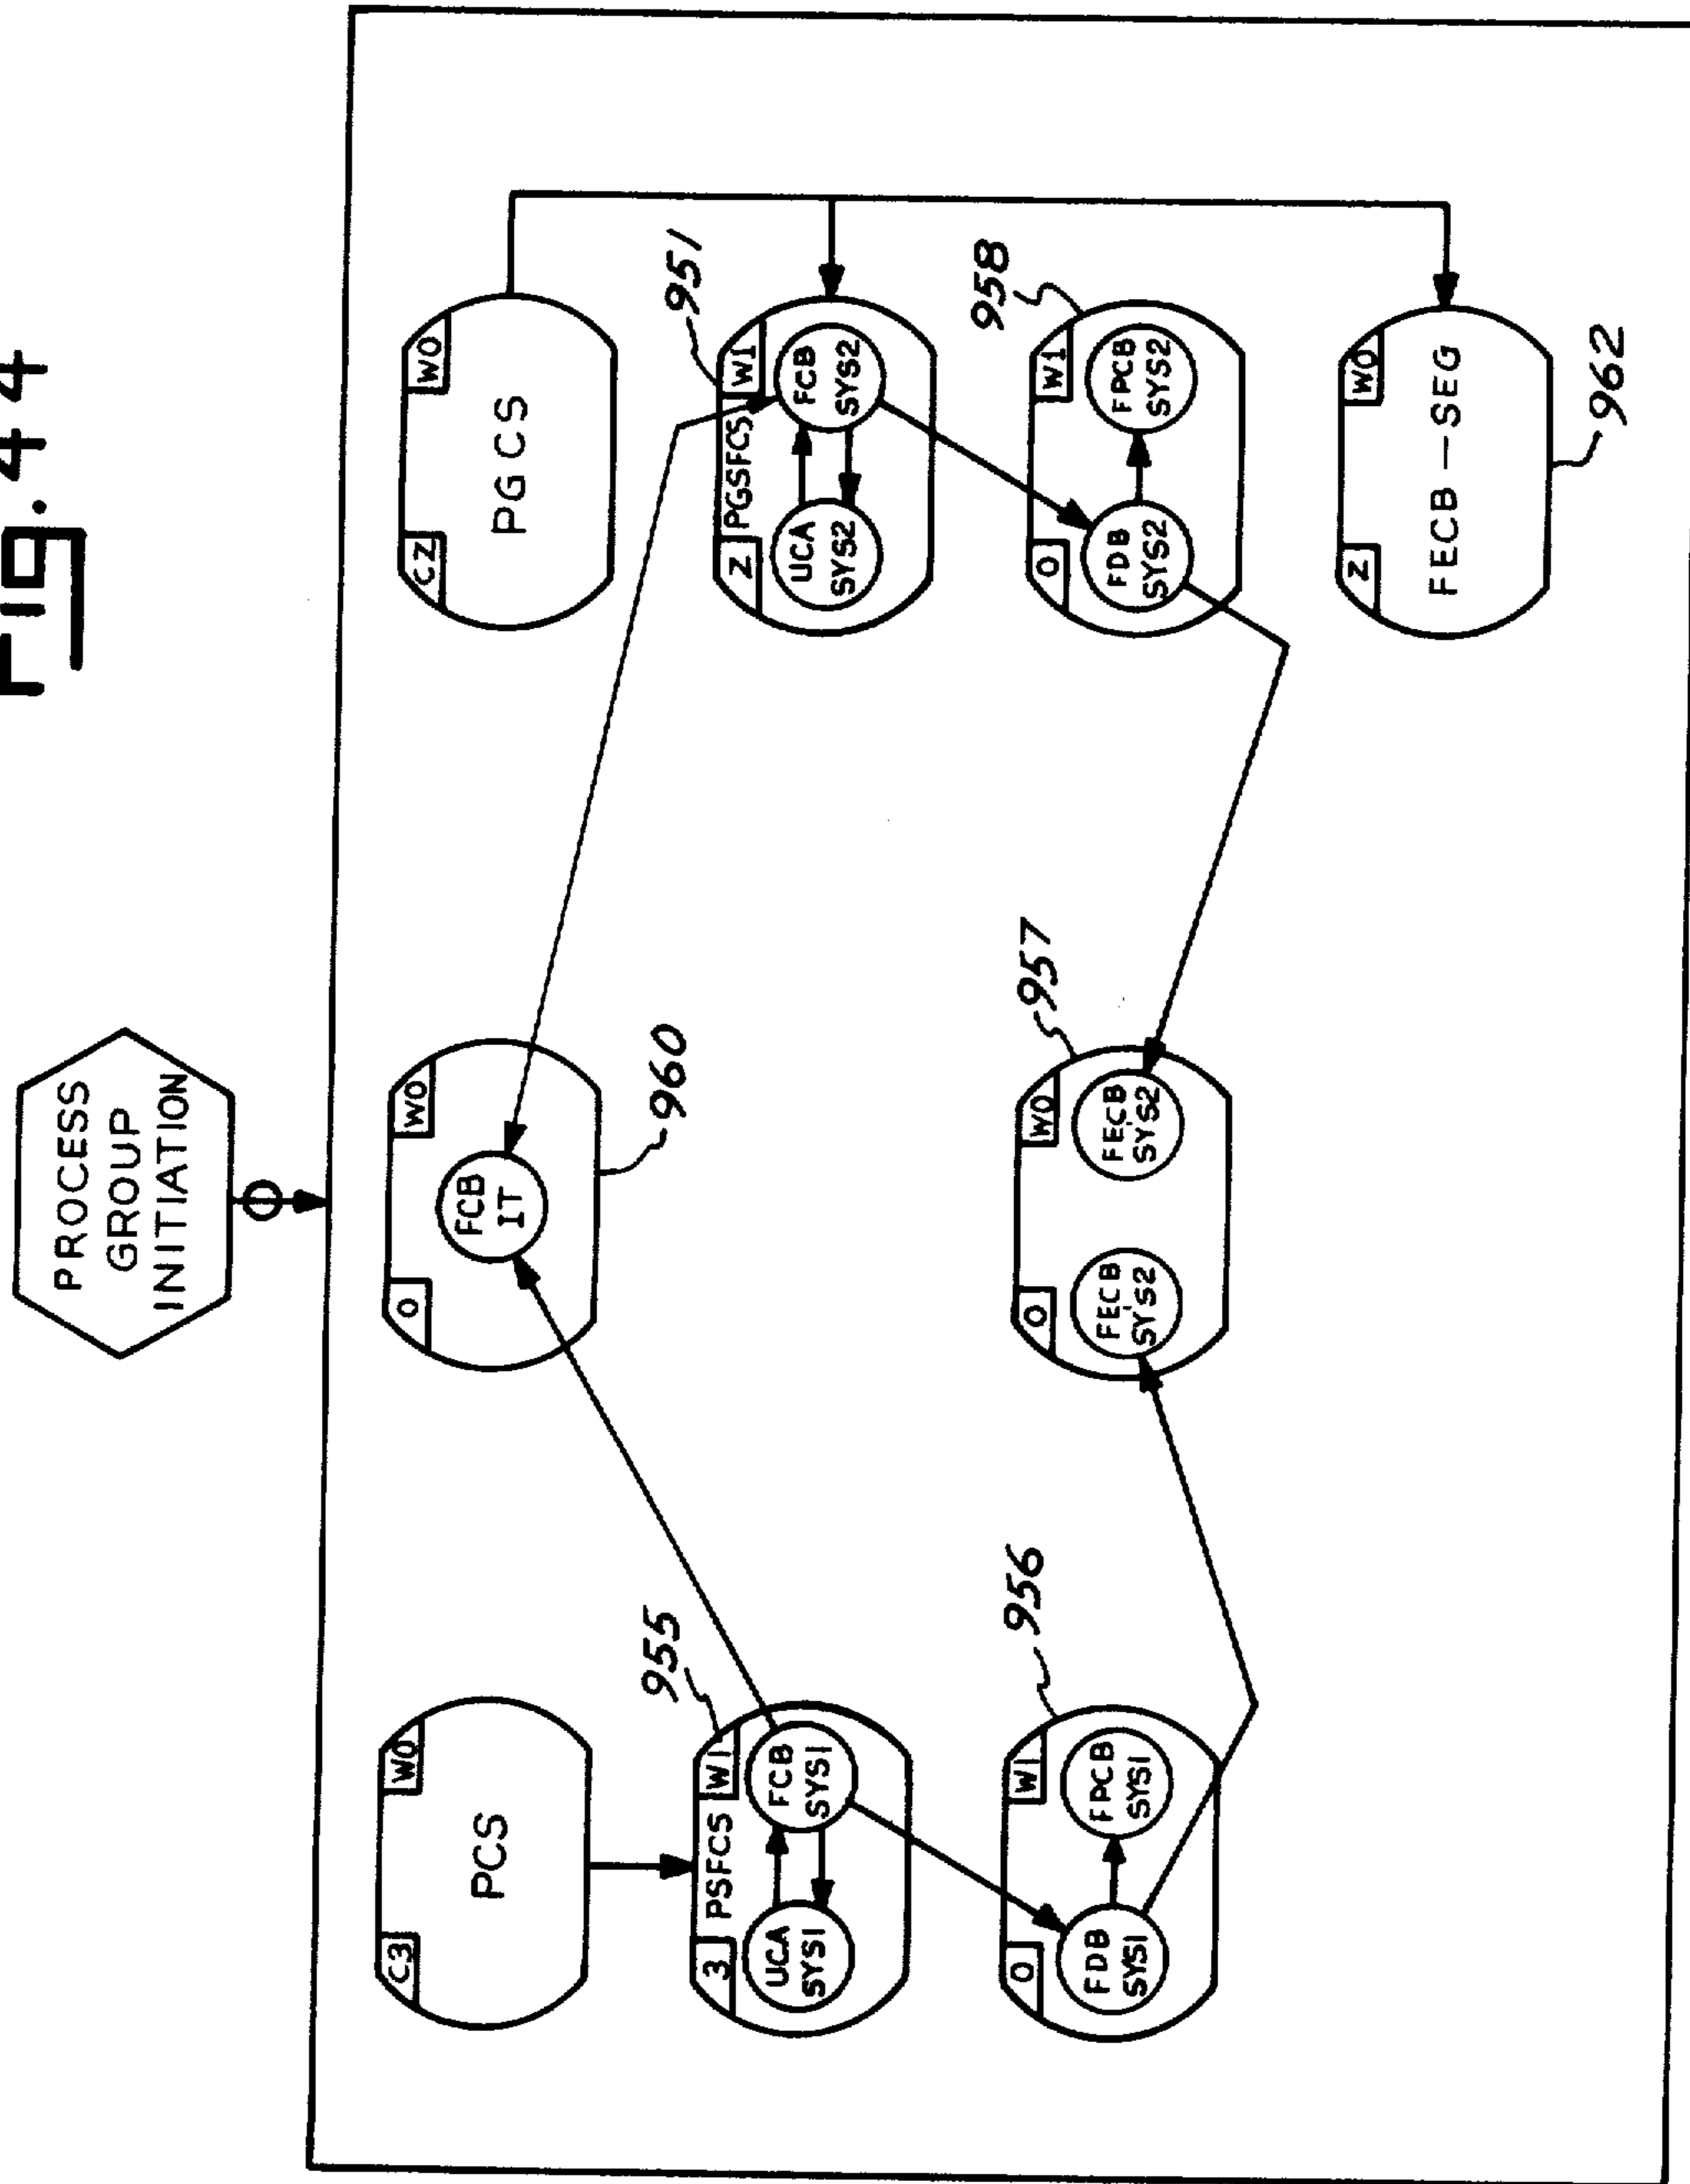 Fig. 44
PROCESS
GROUP
INITIATION
C3
W0
PCS
0
W0
FCB
IT
960
CZ
W0
PGCS
3
PSFCS
W1
955
UCA
SYS1
FCB
SYS1
Z
PGSFCS
W1
951
UCA
SYS2
FCB
SYS2
0
W1
956
FDB
SYS1
FPCB
SYS1
0
W0
957
FECB
SYS2
FECB
SYS2
0
W1
958
FDB
SYS2
FPCB
SYS2
Z
W0
FECB-SEG
962